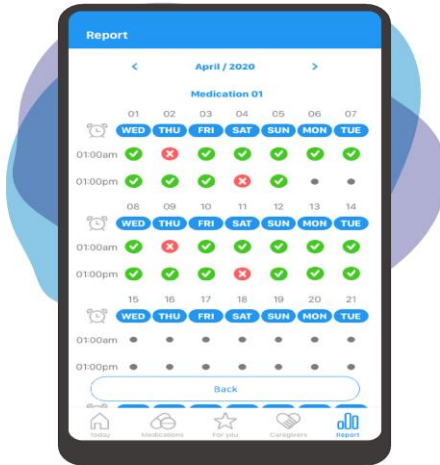 Report
< April / 2020 >
Medication 01
01 02 03 04 05 06 07
WED THU FRI SAT SUN MON TUE
01:00am
01:00pm
08 09 10 11 12 13 14
WED THU FRI SAT SUN MON TUE
01:00am
01:00pm
15 16 17 18 19 20 21
WED THU FRI SAT SUN MON TUE
01:00am
01:00pm
Back
Today Medications For you Caregivers Report